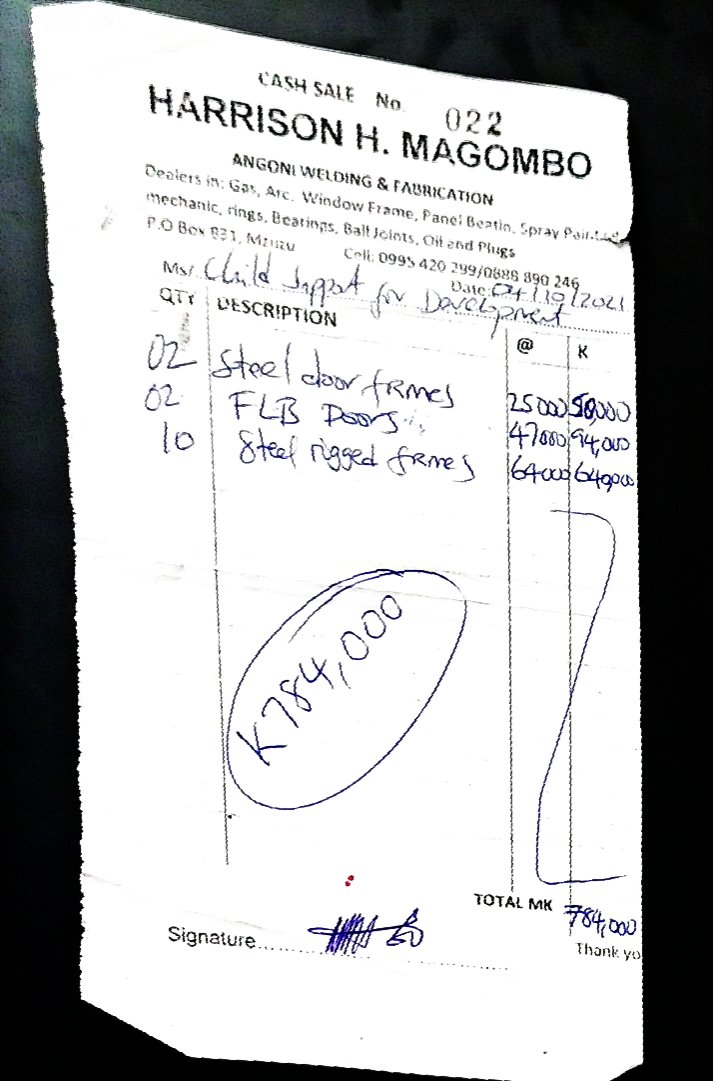 CASH SALE No. 022
HARRISON H. MAGOMBO
ANGONI WELDING & FABRICATION
Dealers in: Gas, Arc, Window Frame, Panel Beatin, Spray
mechanic, rings, Bearings, Ball Joints, Oil and Plugs
P.O Box 831, Mzuzu Cell: 0995 420 299/0888 890 246
Date: 04/10/2021
Ms/. Child Support for Development
QTY DESCRIPTION @ K
02 Steel door frmes 25000 50,000
02 FLB Doors 47000 94,000
10 Steel rigged frmes 64000 640,000
K784,000
TOTAL MK 784,000
Signature
Thank yo